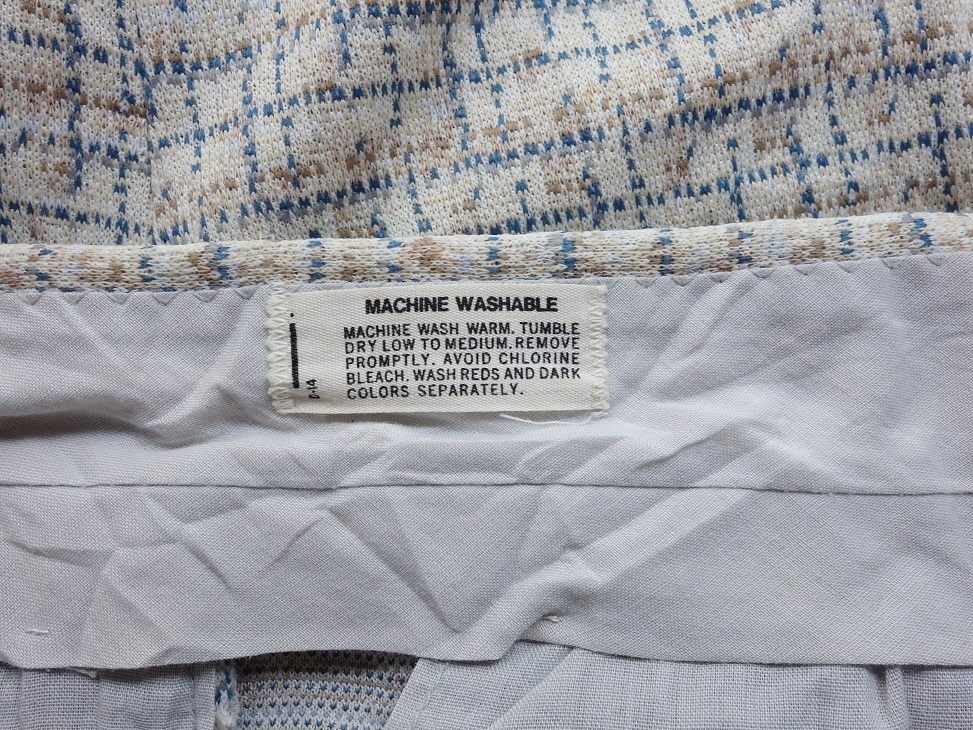 MACHINE WASHABLE
MACHINE WASH WARM. TUMBLE
DRY LOW TO MEDIUM. REMOVE
PROMPTLY. AVOID CHLORINE
BLEACH. WASH REDS AND DARK
COLORS SEPARATELY.